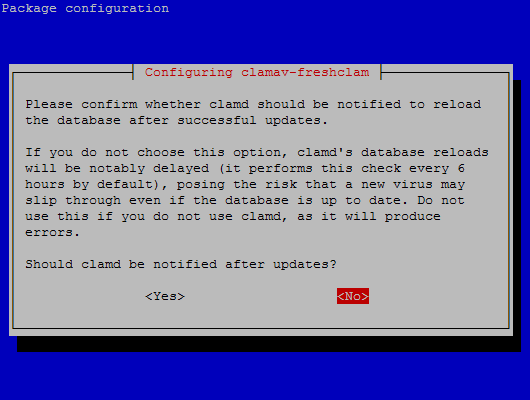 Package configuration
Configuring clamav-freshclam
Please confirm whether clamd should be notified to reload
the database after successful updates.
If you do not choose this option, clamd's database reloads
will be notably delayed (it performs this check every 6
hours by default), posing the risk that a new virus may
slip through even if the database is up to date. Do not
use this if you do not use clamd, as it will produce
errors.
Should clamd be notified after updates?
<Yes> <No>